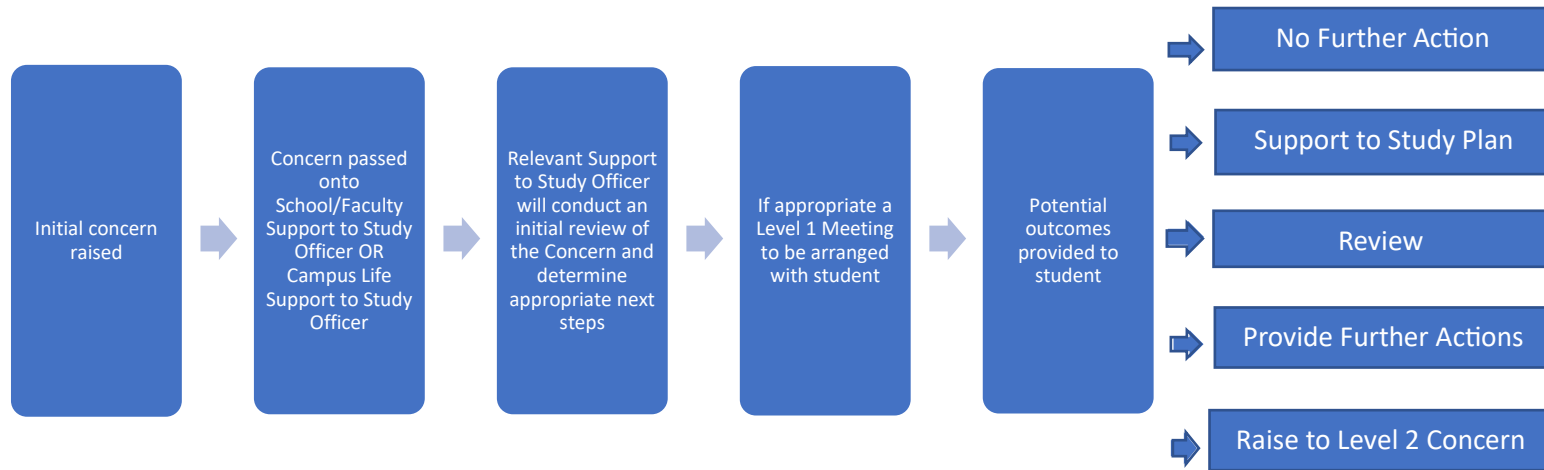 Initial concern
raised
Concern passed
onto
School/Faculty
Support to Study
Officer OR
Campus Life
Support to Study
Officer
Relevant Support
to Study Officer
will conduct an
initial review of
the Concern and
determine
appropriate next
steps
If appropriate a
Level 1 Meeting
to be arranged
with student
Potential
outcomes
provided to
student
No Further Action
Support to Study Plan
Review
Provide Further Actions
Raise to Level 2 Concern